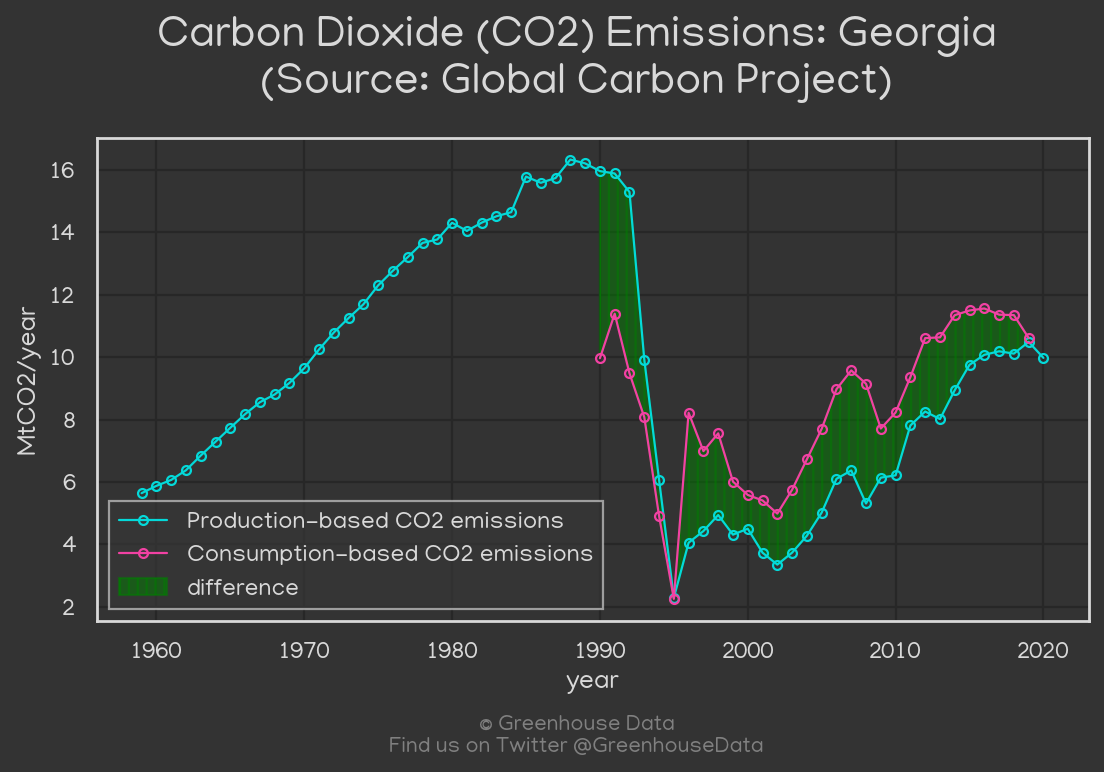 Carbon Dioxide (CO2) Emissions: Georgia
(Source: Global Carbon Project)
MtCO2/year
16
14
12
10
8
6
4
2
Production-based CO2 emissions
Consumption-based CO2 emissions
difference
1960 1970 1980 1990 2000 2010 2020
year
© Greenhouse Data
Find us on Twitter @GreenhouseData